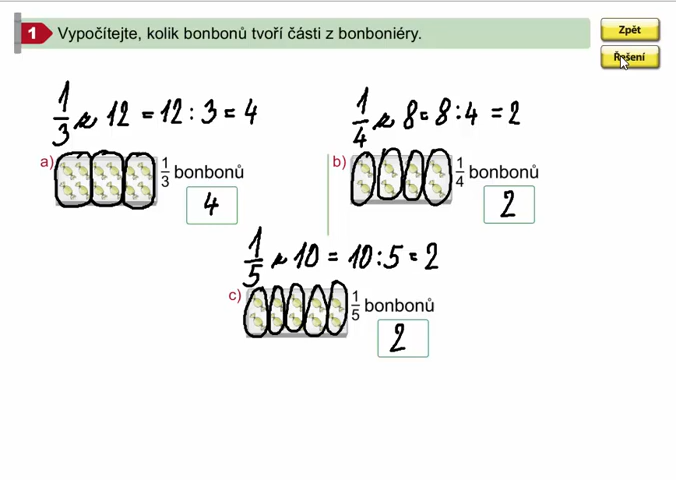 1 Vypočítejte, kolik bonbonů tvoří části z bonboniéry.
Zpět
Řešení
1/3 z 12 = 12 : 3 = 4
a) 1/3 bonbonů
4
1/4 z 8 = 8 : 4 = 2
b) 1/4 bonbonů
2
1/5 z 10 = 10 : 5 = 2
c) 1/5 bonbonů
2